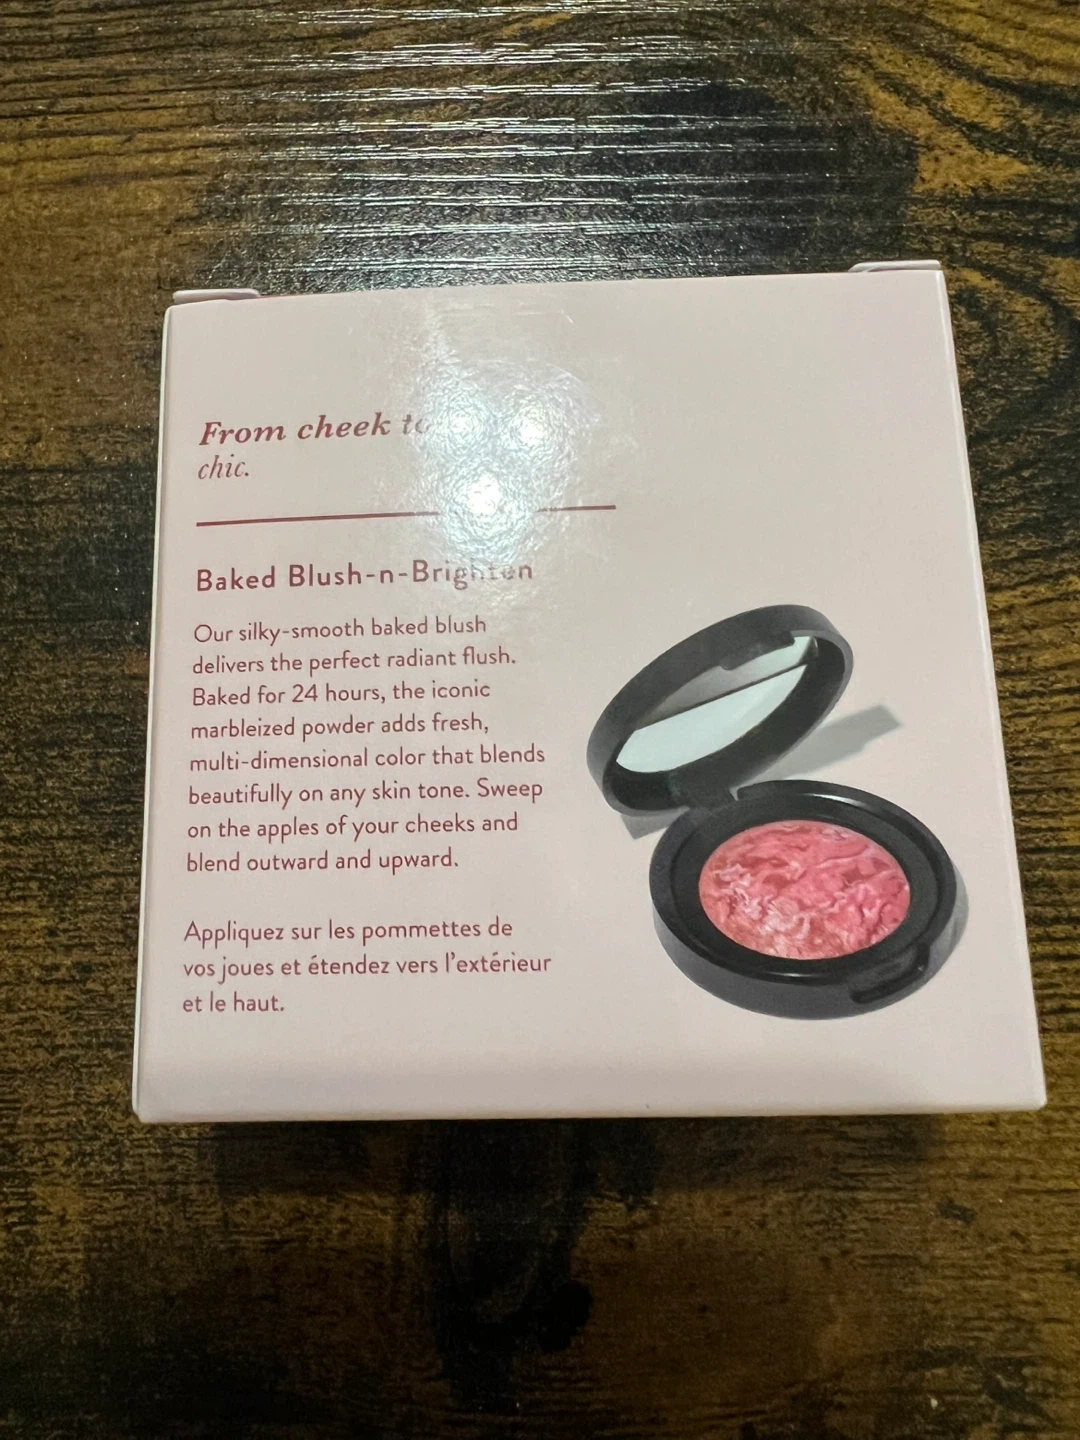 From cheek to
chic.
Baked Blush-n-Brighten
Our silky-smooth baked blush
delivers the perfect radiant flush.
Baked for 24 hours, the iconic
marbleized powder adds fresh,
multi-dimensional color that blends
beautifully on any skin tone. Sweep
on the apples of your cheeks and
blend outward and upward.
Appliquez sur les pommettes de
vos joues et étendez vers l'extérieur
et le haut.